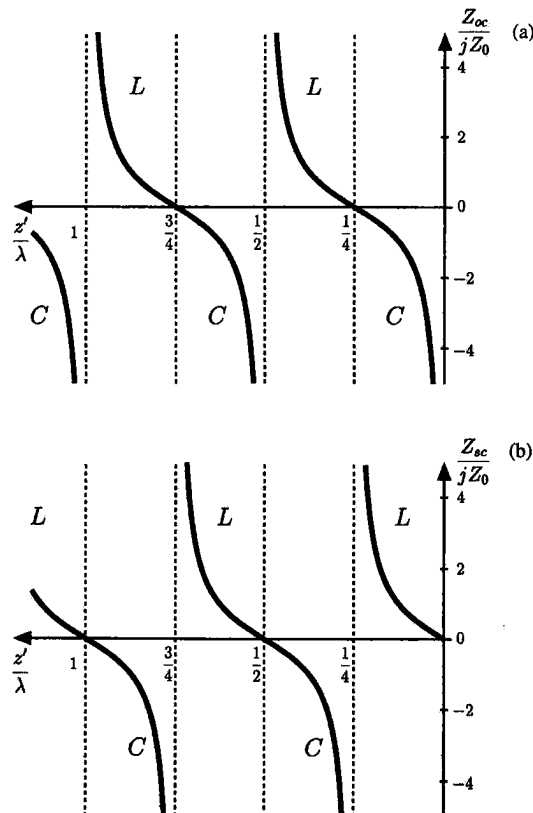 Z_oc / jZ_0 (a)
4
L L
2
0
z' / λ 1 3/4 1/2 1/4
-2
C C C
-4
Z_sc / jZ_0 (b)
4
L L L
2
0
z' / λ 1 3/4 1/2 1/4
-2
C C
-4